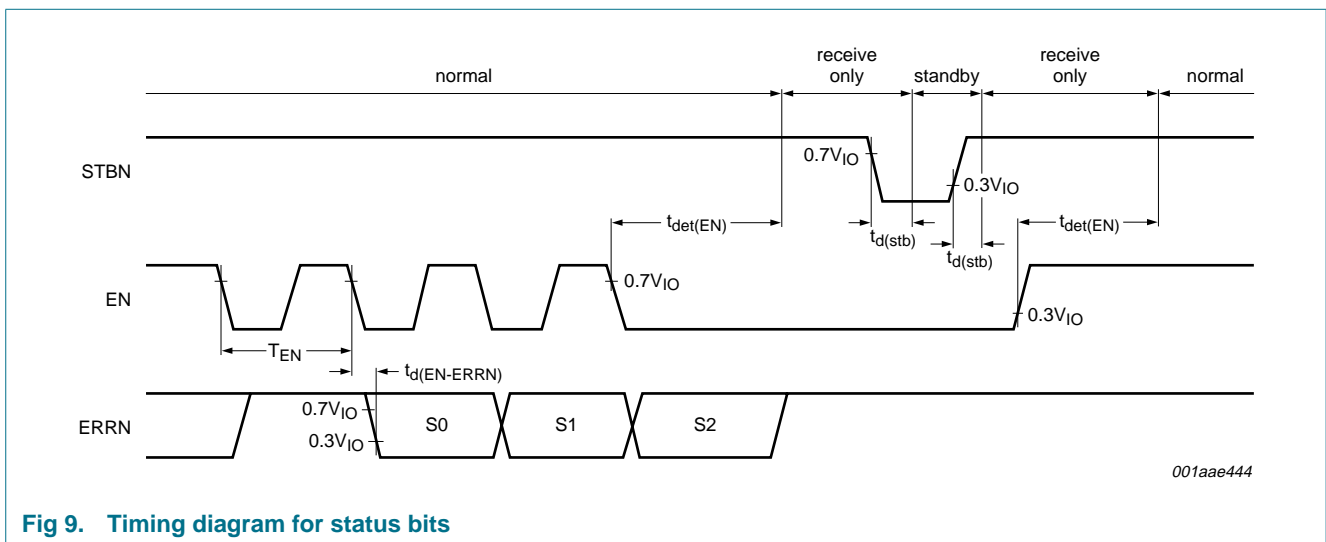 receive only
receive only
normal
standby
normal
STBN
0.7VIO
0.3VIO
tdet(EN)
td(stb)
td(stb)
tdet(EN)
EN
0.7VIO
0.3VIO
TEN
td(EN-ERRN)
ERRN
0.7VIO
0.3VIO
S0
S1
S2
001aae444
Fig 9. Timing diagram for status bits